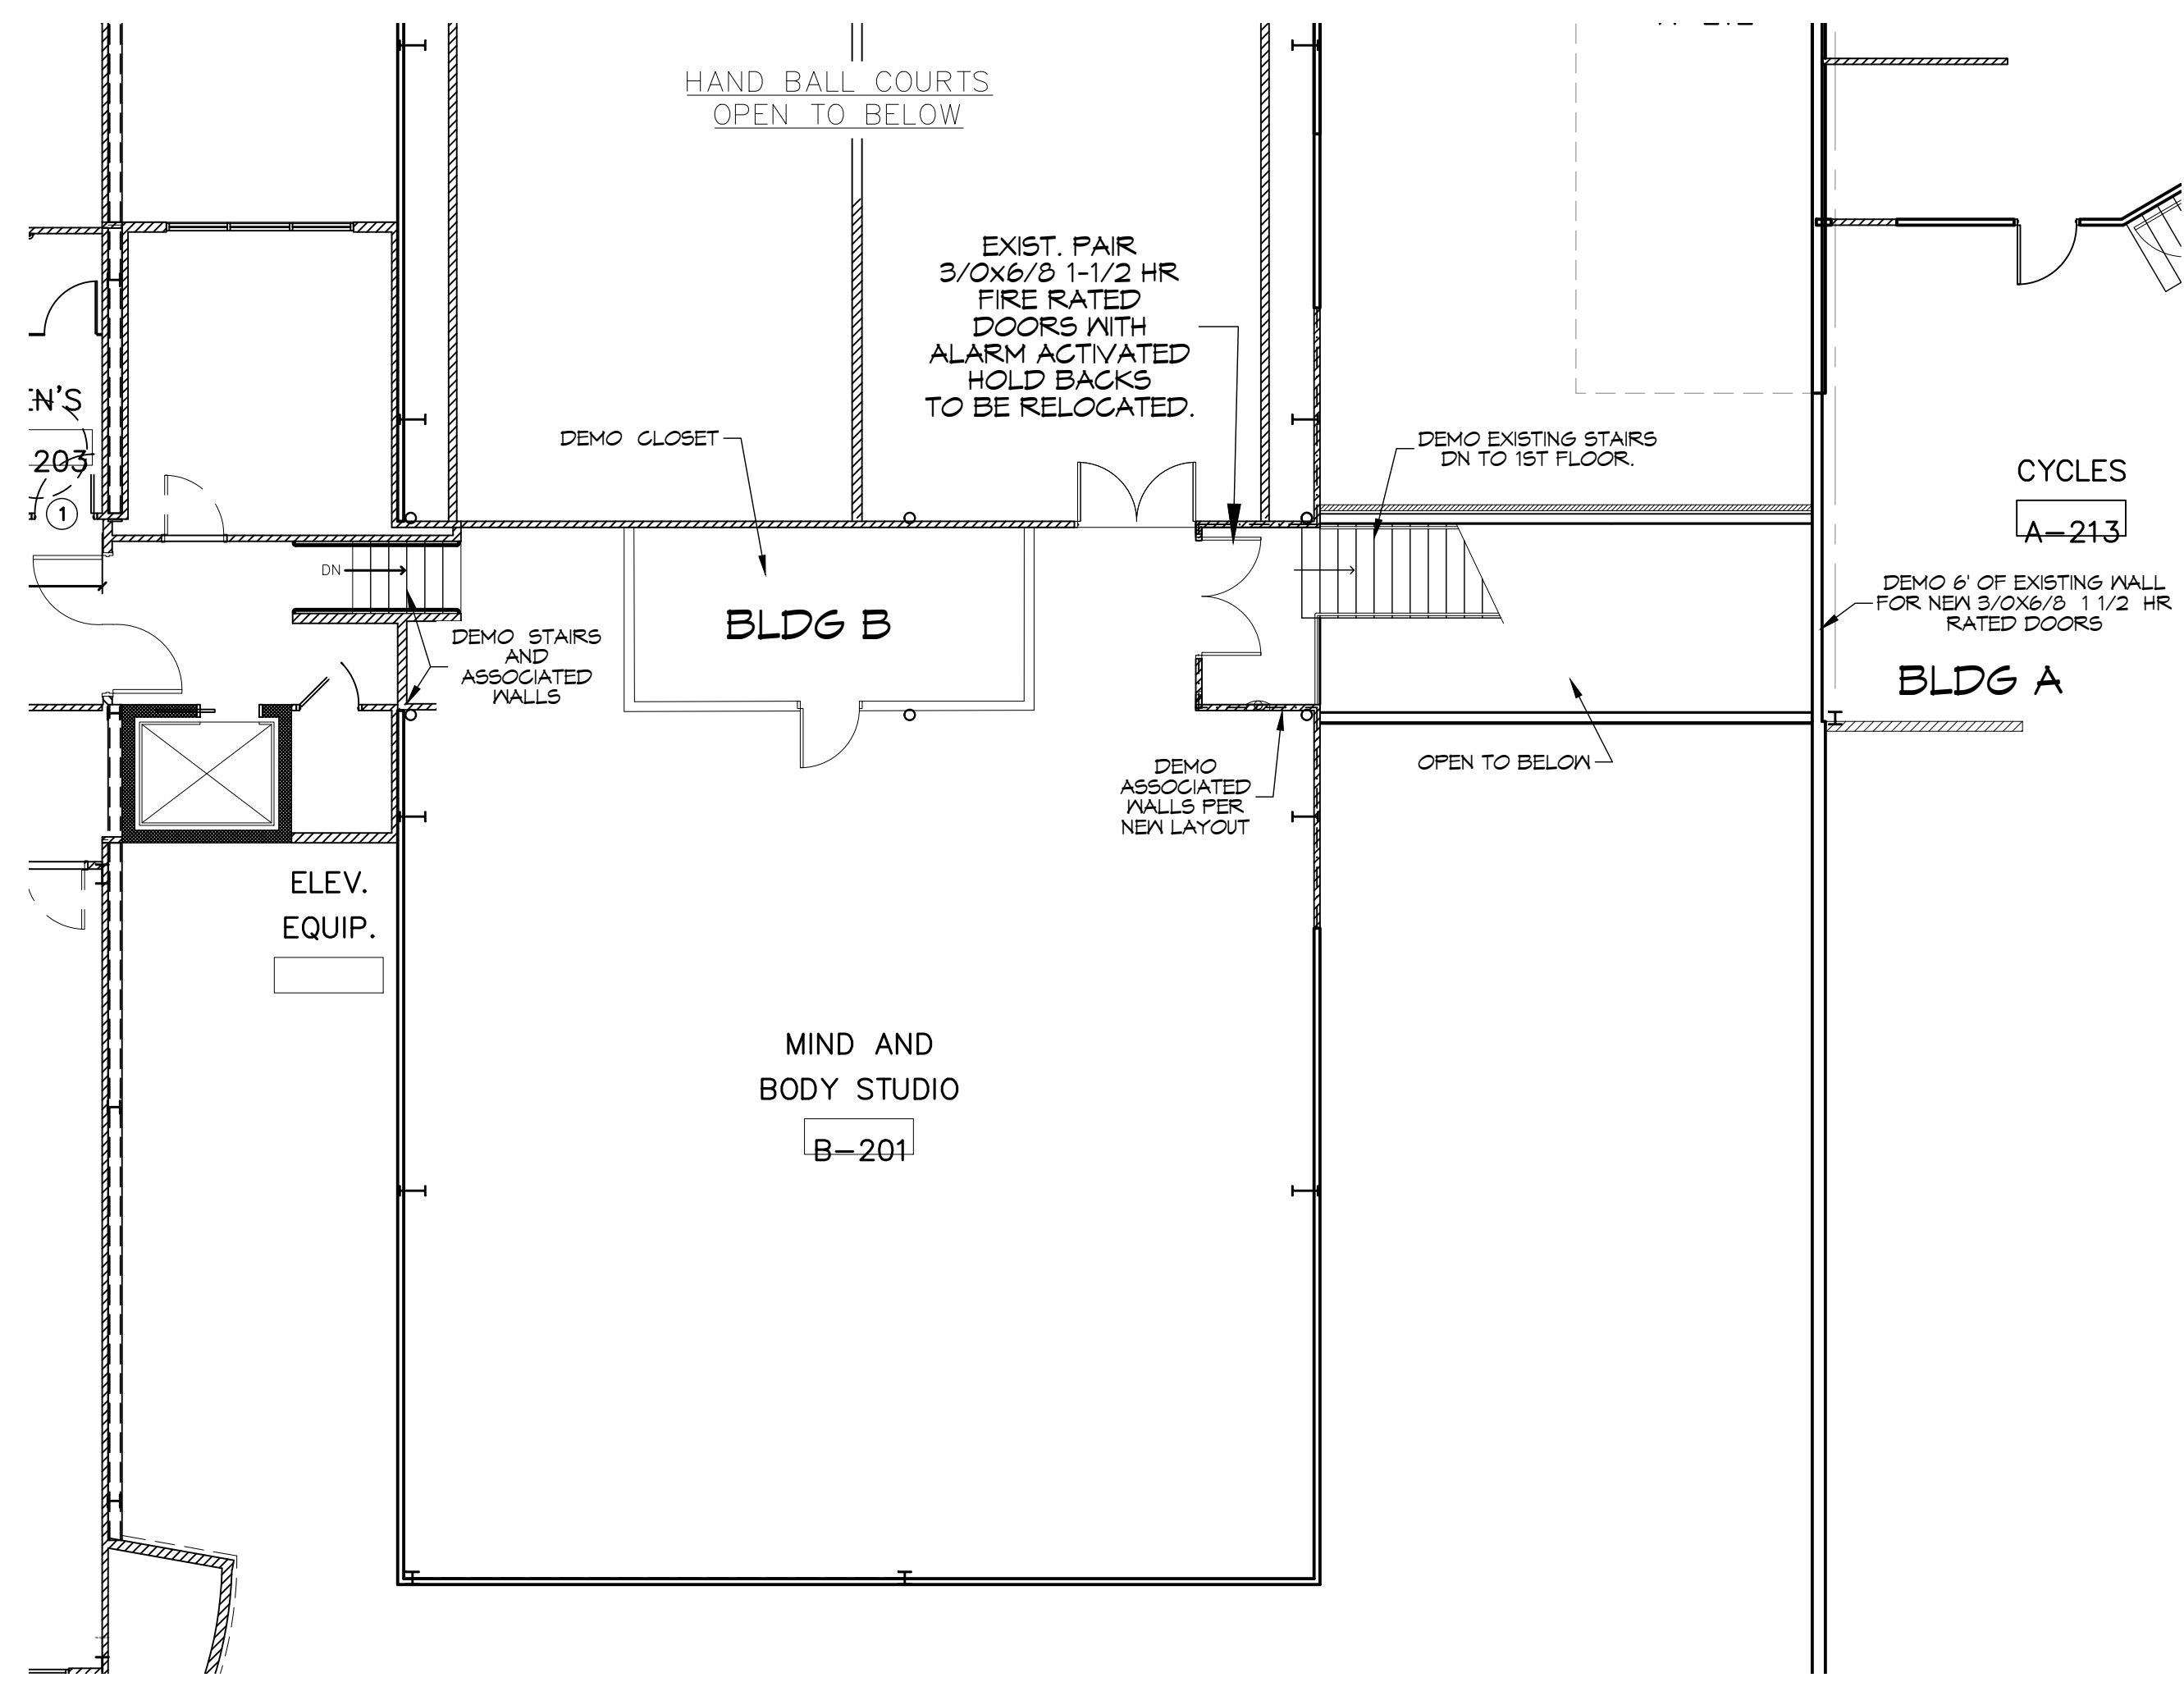 HAND BALL COURTS
OPEN TO BELOW
EXIST. PAIR
3/0x6/8 1-1/2 HR
FIRE RATED
DOORS WITH
ALARM ACTIVATED
HOLD BACKS
TO BE RELOCATED.
EN'S
203
1
DEMO CLOSET
DEMO EXISTING STAIRS
DN TO 1ST FLOOR.
CYCLES
A-213
DN
DEMO 6' OF EXISTING WALL
FOR NEW 3/0X6/8 1 1/2 HR
RATED DOORS
BLDG B
DEMO STAIRS
AND
ASSOCIATED
WALLS
BLDG A
DEMO
ASSOCIATED
WALLS PER
NEW LAYOUT
OPEN TO BELOW
ELEV.
EQUIP.
MIND AND
BODY STUDIO
B-201